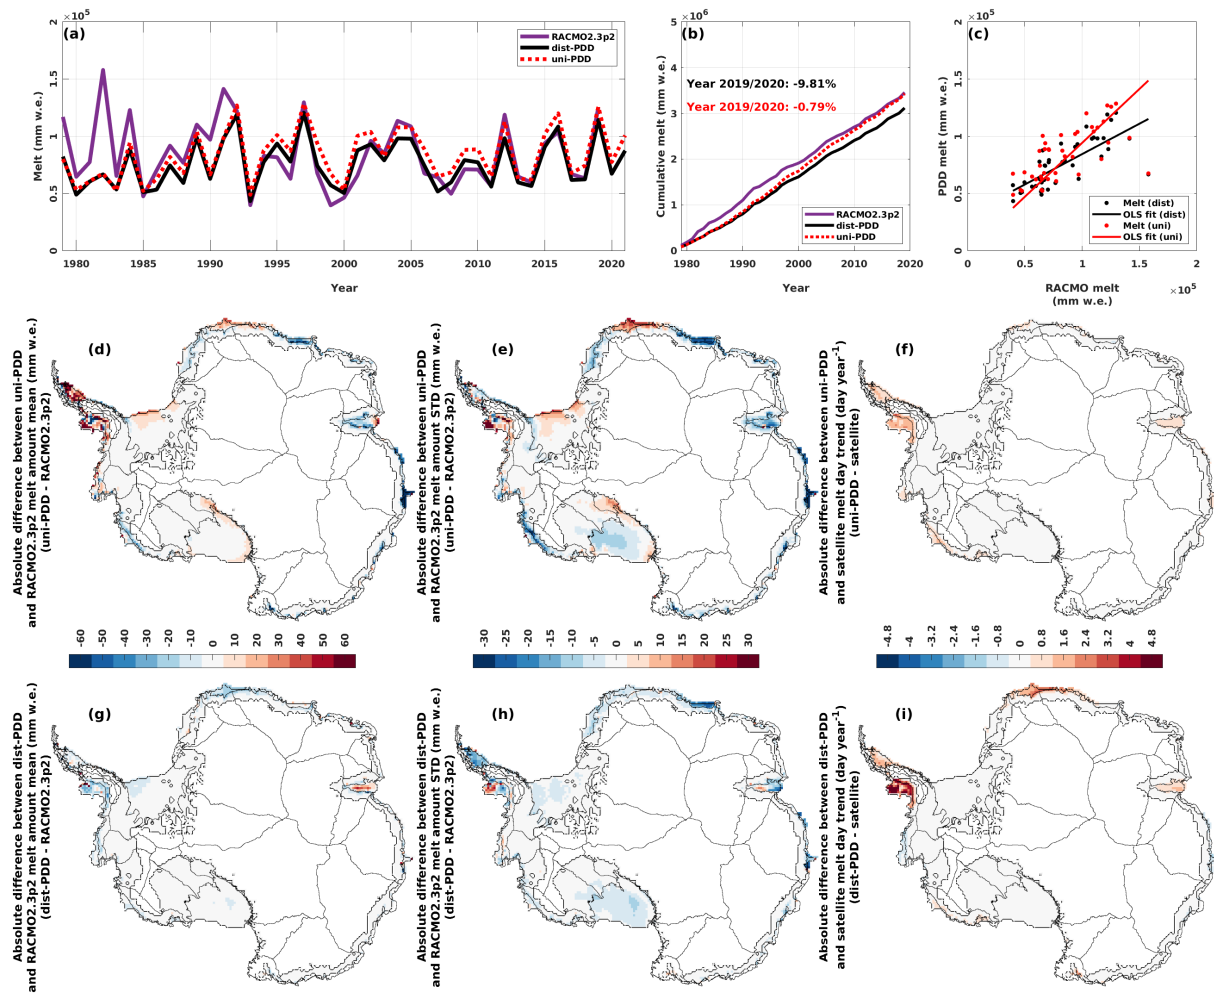 ×10⁵
(a)
2
1.5
1
0.5
0
Melt (mm w.e.)
RACMO2.3p2
dist-PDD
uni-PDD
1980
1985
1990
1995
2000
2005
2010
2015
2020
Year
×10⁶
(b)
5
4
3
2
1
0
Cumulative melt (mm w.e.)
Year 2019/2020: -9.81%
Year 2019/2020: -0.79%
RACMO2.3p2
dist-PDD
uni-PDD
1980
1990
2000
2010
2020
Year
×10⁵
(c)
2
1.5
1
0.5
0
PDD melt (mm w.e.)
Melt (dist)
OLS fit (dist)
Melt (uni)
OLS fit (uni)
0
0.5
1
1.5
2
RACMO melt
(mm w.e.)
×10⁵
Absolute difference between uni-PDD
and RACMO2.3p2 melt amount mean (mm w.e.)
(uni-PDD - RACMO2.3p2)
(d)
Absolute difference between uni-PDD
and RACMO2.3p2 melt amount STD (mm w.e.)
(uni-PDD - RACMO2.3p2)
(e)
Absolute difference between uni-PDD
and satellite melt day trend (day year⁻¹)
(uni-PDD - satellite)
(f)
-60
-50
-40
-30
-20
-10
0
10
20
30
40
50
60
-30
-25
-20
-15
-10
-5
0
5
10
15
20
25
30
-4.8
-4
-3.2
-2.4
-1.6
-0.8
0
0.8
1.6
2.4
3.2
4
4.8
Absolute difference between dist-PDD
and RACMO2.3p2 melt amount mean (mm w.e.)
(dist-PDD - RACMO2.3p2)
(g)
Absolute difference between dist-PDD
and RACMO2.3p2 melt amount STD (mm w.e.)
(dist-PDD - RACMO2.3p2)
(h)
Absolute difference between dist-PDD
and satellite melt day trend (day year⁻¹)
(dist-PDD - satellite)
(i)